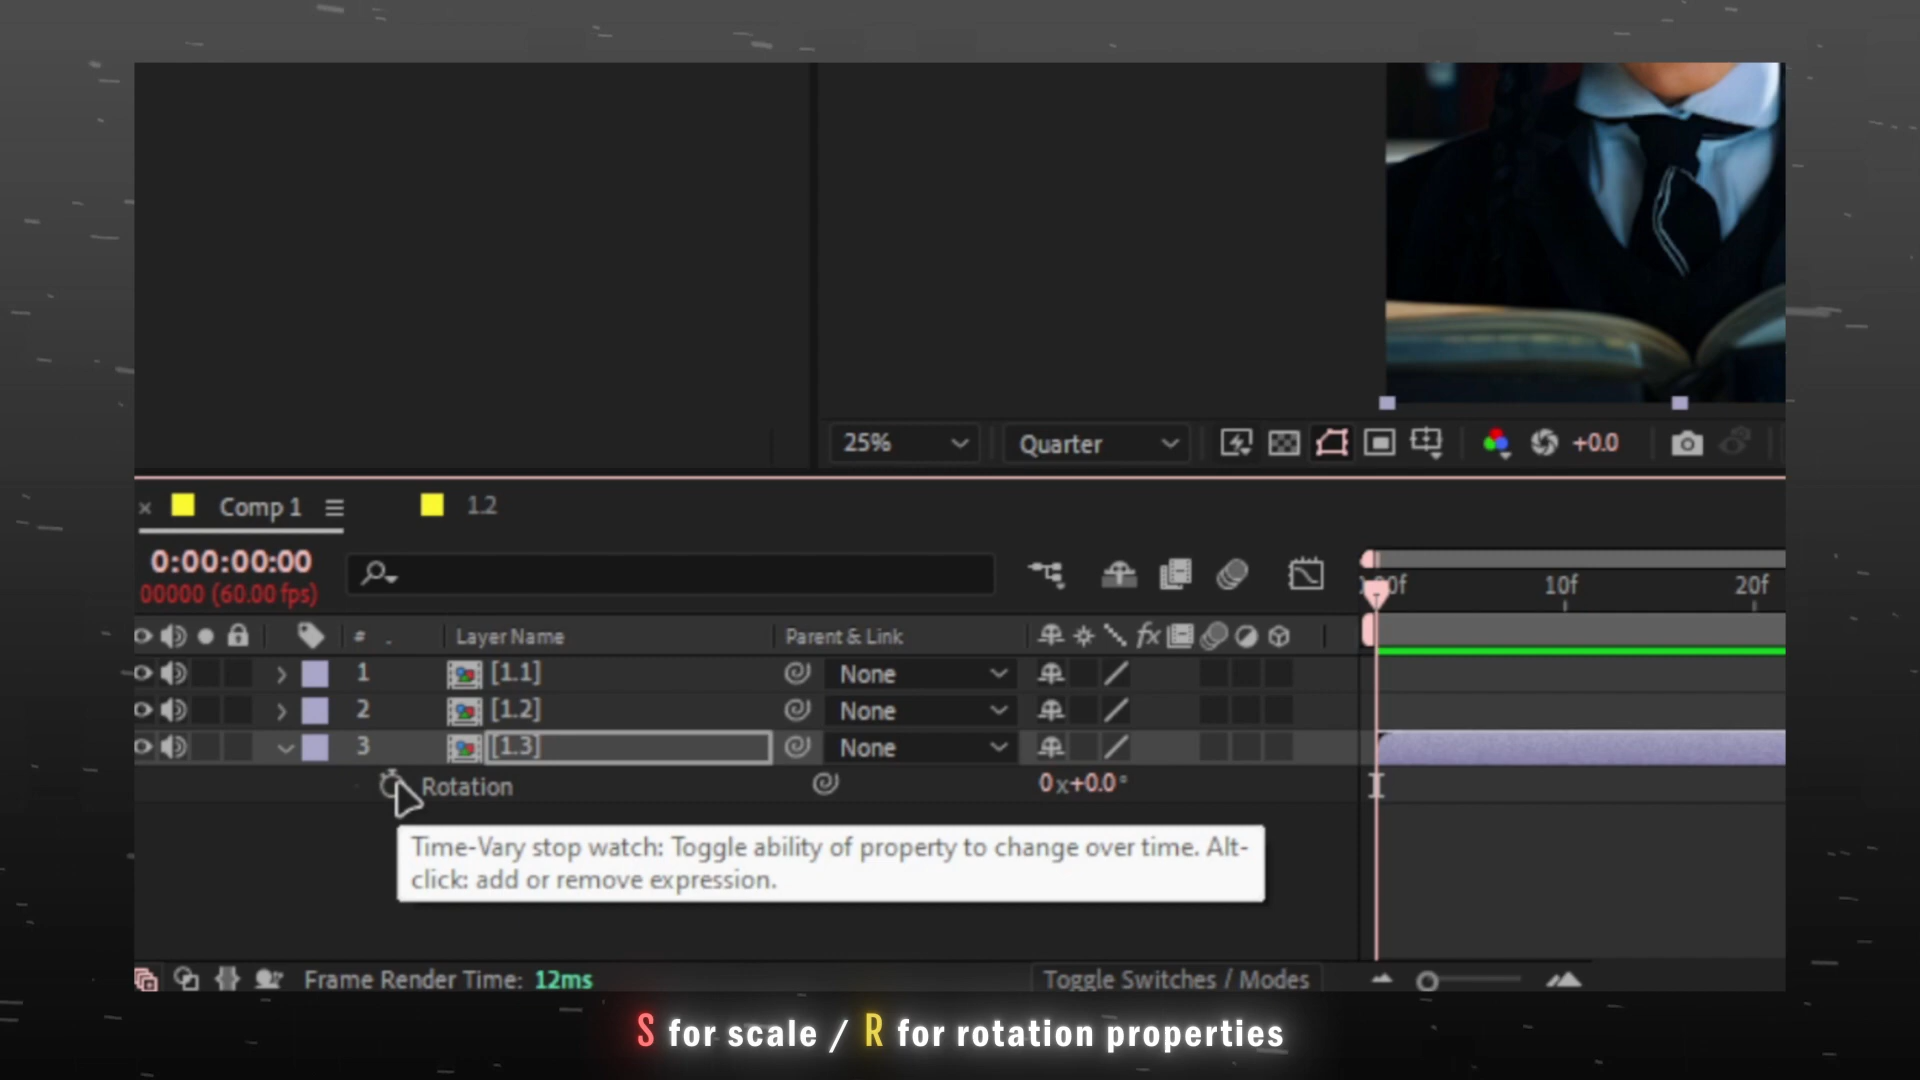 25%
Quarter
+0.0
× Comp 1
1.2
0:00:00:00
00000 (60.00 fps)
10f
20f
# . Layer Name
Parent & Link
fx
1 [1.1] None
2 [1.2] None
3 [1.3] None
Rotation
0x+0.0°
Time-Vary stop watch: Toggle ability of property to change over time. Alt-
click: add or remove expression.
Frame Render Time: 12ms
Toggle Switches / Modes
S for scale / R for rotation properties